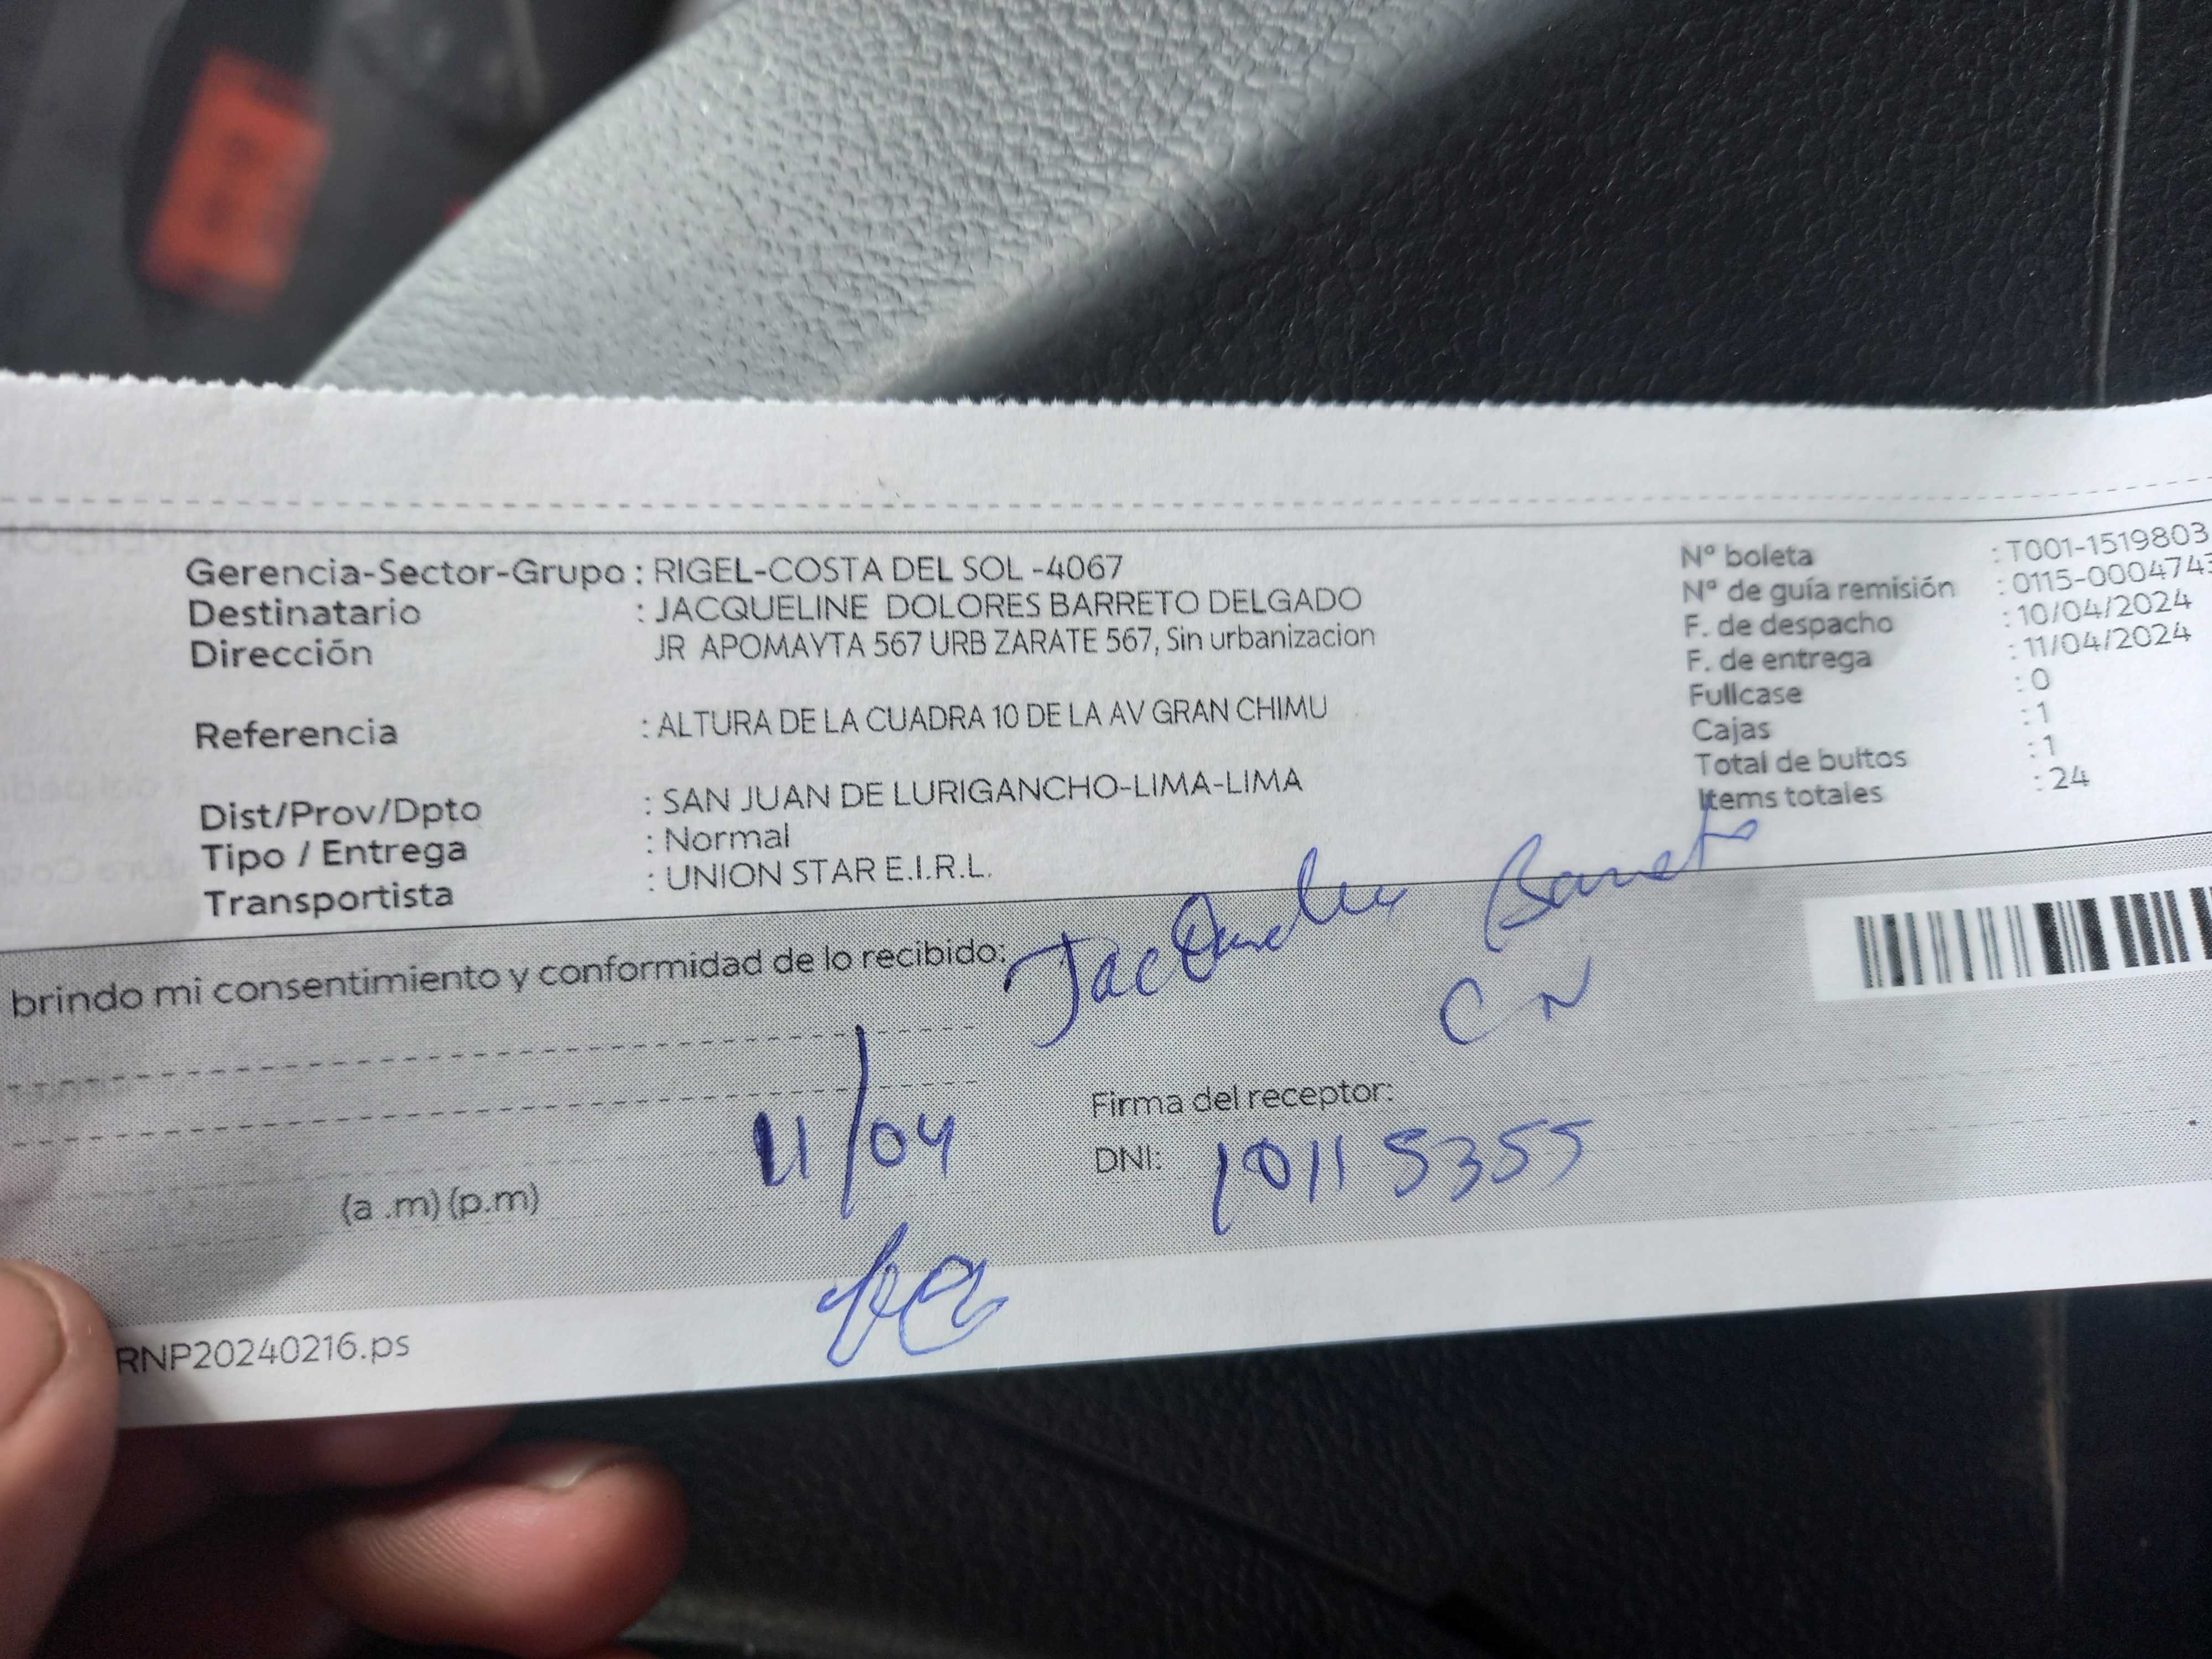 Gerencia-Sector-Grupo : RIGEL-COSTA DEL SOL -4067
Destinatario : JACQUELINE DOLORES BARRETO DELGADO
Dirección JR APOMAYTA 567 URB ZARATE 567, Sin urbanizacion
Referencia : ALTURA DE LA CUADRA 10 DE LA AV GRAN CHIMU
Dist/Prov/Dpto : SAN JUAN DE LURIGANCHO-LIMA-LIMA
Tipo / Entrega : Normal
Transportista : UNION STAR E.I.R.L.
N° boleta : T001-1519803
N° de guía remisión : 0115-0004743
F. de despacho : 10/04/2024
F. de entrega : 11/04/2024
Fullcase : 0
Cajas : 1
Total de bultos : 1
Items totales : 24
brindo mi consentimiento y conformidad de lo recibido: Barreto
CN
11/04
Firma del receptor:
DNI: 10115355
(a .m) (p.m)
RNP20240216.ps